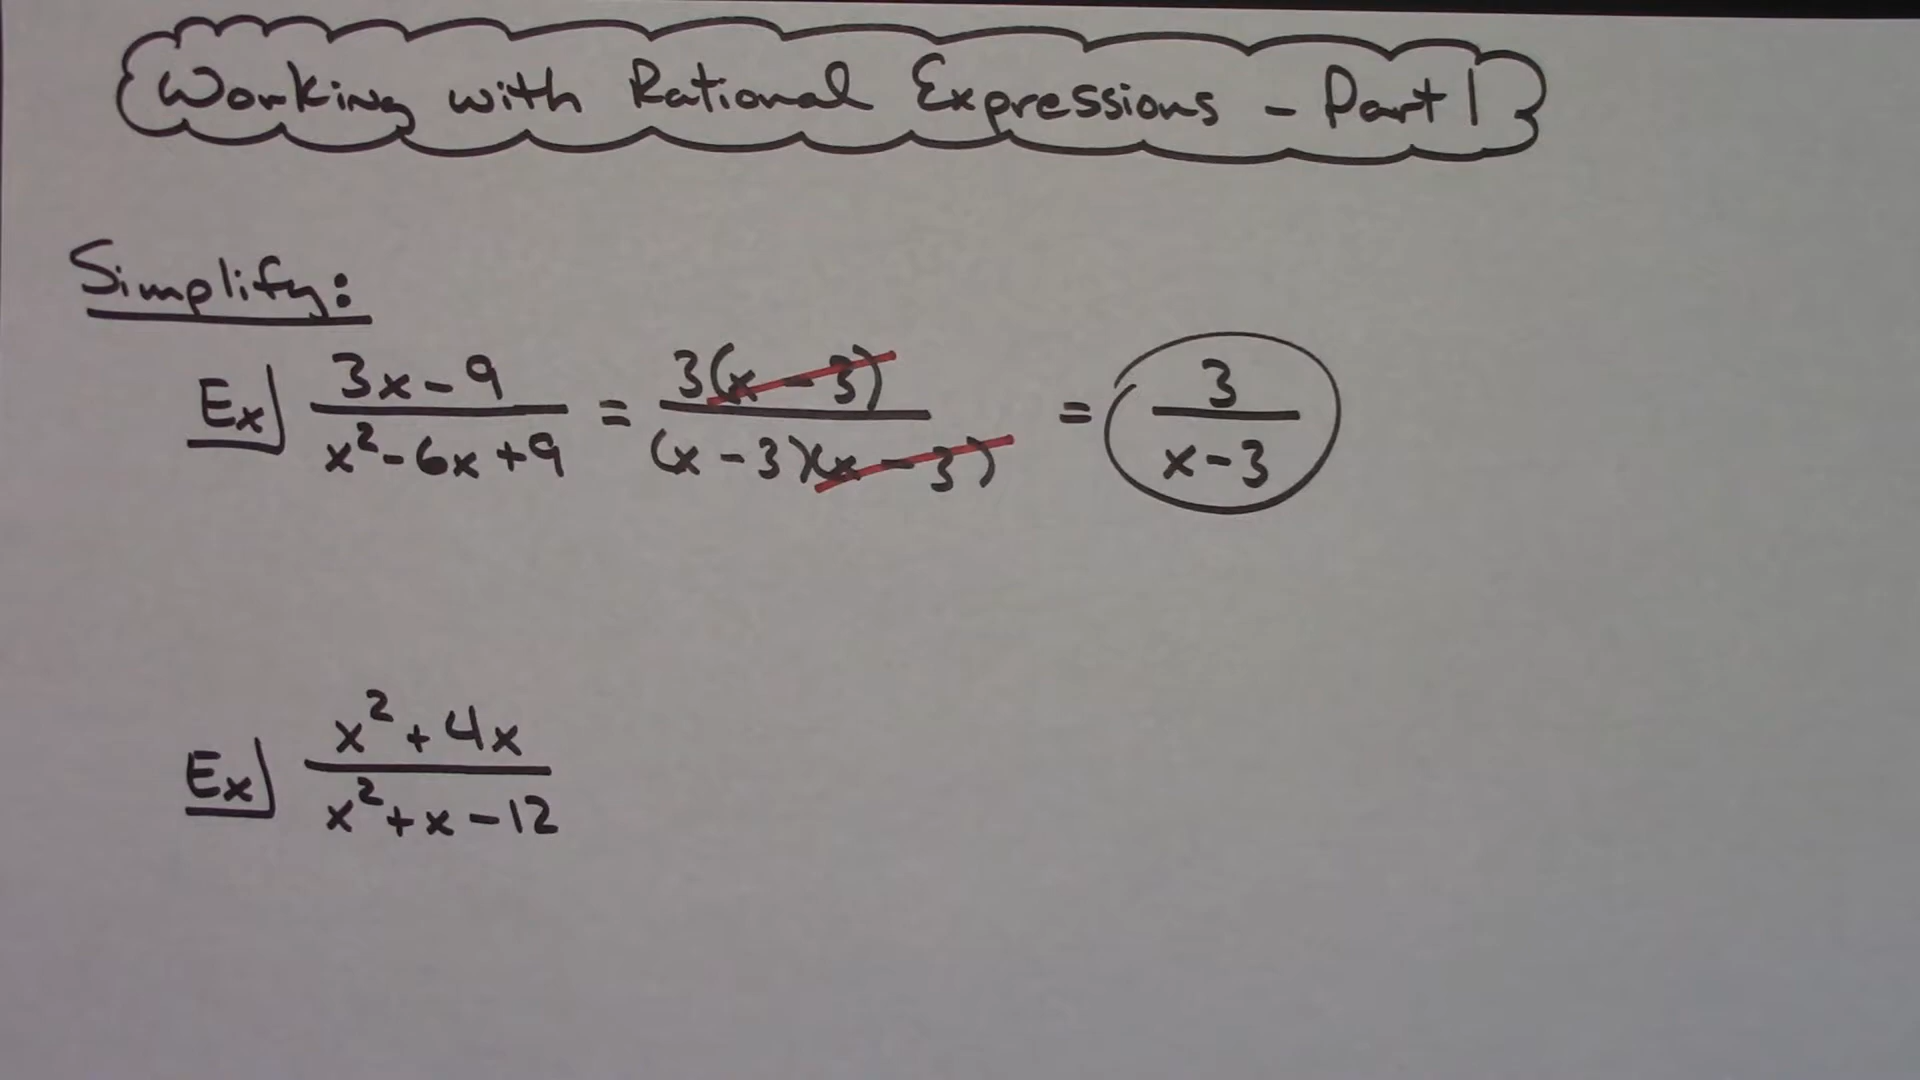 Working with Rational Expressions - Part 1
Simplify:
Ex] (3x-9)/(x²-6x+9) = 3(x-3)/((x-3)(x-3)) = 3/(x-3)
Ex] (x²+4x)/(x²+x-12)